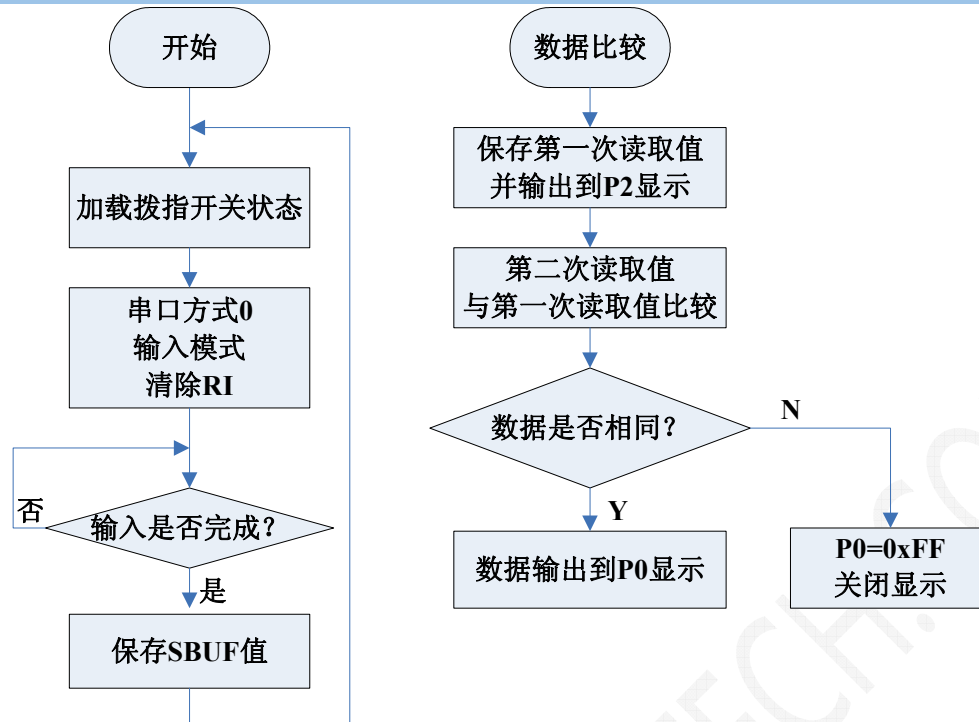 开始
加载拨指开关状态
串口方式0
输入模式
清除RI
输入是否完成？
否
是
保存SBUF值
数据比较
保存第一次读取值
并输出到P2显示
第二次读取值
与第一次读取值比较
数据是否相同？
N
Y
数据输出到P0显示
P0=0xFF
关闭显示